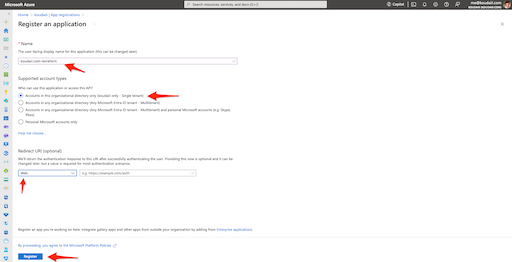 Microsoft Azure
Search resources, services, and docs (G+/)
Copilot
me@koudail.com
Home > koudail | App registrations >
Register an application
* Name
The user-facing display name for this application (this can be changed later).
koudail.com-terraform
Supported account types
Who can use this application or access this API?
Accounts in this organizational directory only (koudail only - Single tenant)
Accounts in any organizational directory (Any Microsoft Entra ID tenant - Multitenant)
Accounts in any organizational directory (Any Microsoft Entra ID tenant - Multitenant) and personal Microsoft accounts (e.g. Skype, Xbox)
Personal Microsoft accounts only
Help me choose...
Redirect URI (optional)
We'll return the authentication response to this URI after successfully authenticating the user. Providing this now is optional and it can be
changed later, but a value is required for most authentication scenarios.
Web
e.g. https://example.com/auth
Register an app you're working on here. Integrate gallery apps and other apps from outside your organization by adding from Enterprise applications.
By proceeding, you agree to the Microsoft Platform Policies
Register